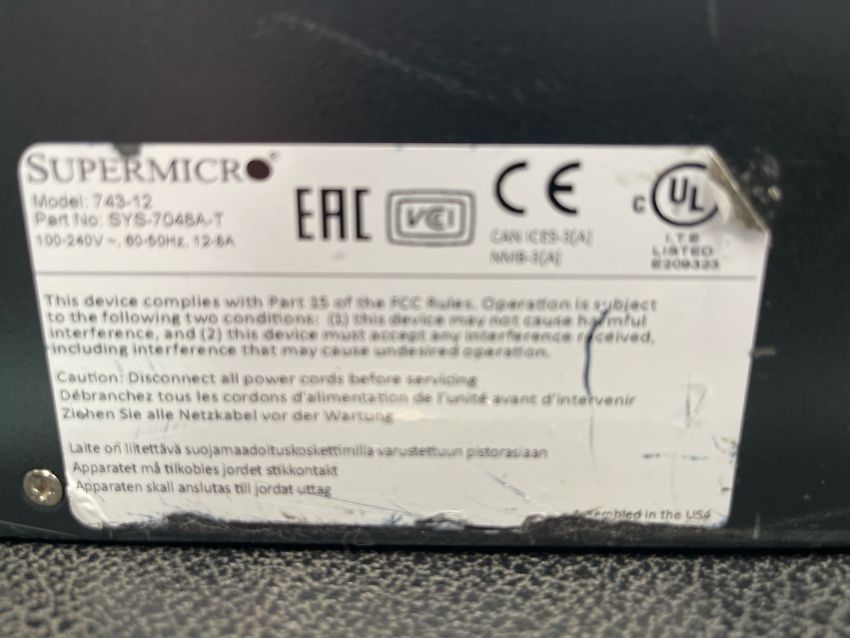 SUPERMICRO
Model: 743-12
Part No: SYS-7048A-T
100-240V ~, 60-50Hz, 12-8A
EAC
VCCI
CE
CAN ICES-3(A)
NMB-3(A)
C UL
I.T.E
LISTED
E209323
This device complies with Part 15 of the FCC Rules. Operation is subject
to the following two conditions: (1) this device may not cause harmful
interference, and (2) this device must accept any interference received,
including interference that may cause undesired operation.
Caution: Disconnect all power cords before servicing
Débranchez tous les cordons d'alimentation de l'unité avant d'intervenir
Ziehen Sie alle Netzkabel vor der Wartung
Laite on liitettävä suojamaadoituskoskettimilla varustettuun pistorasiaan
Apparatet må tilkobles jordet stikkontakt
Apparaten skall anslutas till jordat uttag
Assembled in the USA